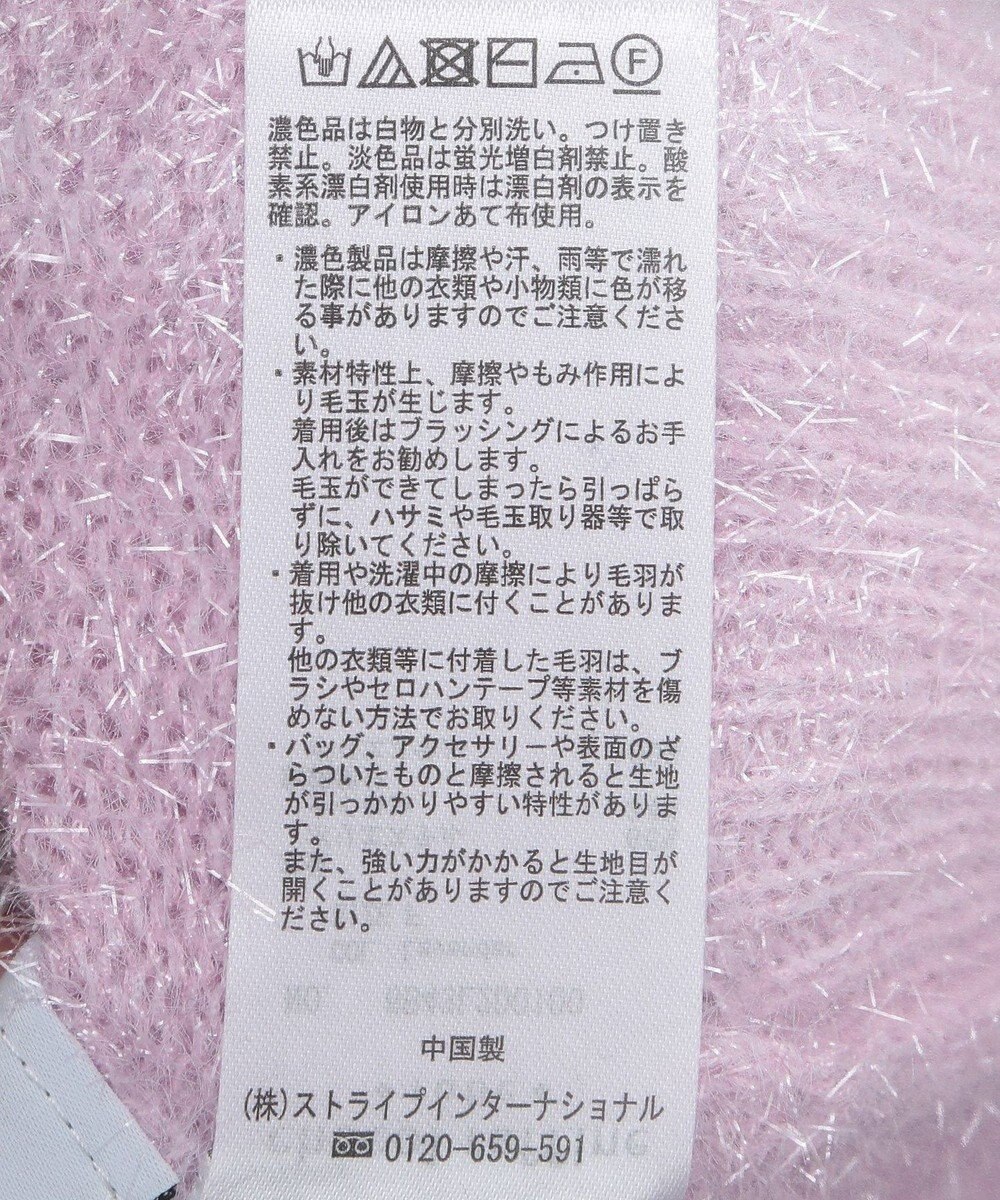 F
濃色品は白物と分別洗い。つけ置き
禁止。淡色品は蛍光増白剤禁止。酸
素系漂白剤使用時は漂白剤の表示を
確認。アイロンあて布使用。
・濃色製品は摩擦や汗、雨等で濡れ
た際に他の衣類や小物類に色が移
る事がありますのでご注意くださ
い。
・素材特性上、摩擦やもみ作用によ
り毛玉が生じます。
着用後はブラッシングによるお手
入れをお勧めします。
毛玉ができてしまったら引っぱら
ずに、ハサミや毛玉取り器等で取
り除いてください。
・着用や洗濯中の摩擦により毛羽が
抜け他の衣類に付くことがありま
す。
他の衣類等に付着した毛羽は、ブ
ラシやセロハンテープ等素材を傷
めない方法でお取りください。
・バッグ、アクセサリーや表面のざ
らついたものと摩擦されると生地
が引っかかりやすい特性がありま
す。
また、強い力がかかると生地目が
開くことがありますのでご注意く
ださい。
中国製
(株)ストライプインターナショナル
0120-659-591